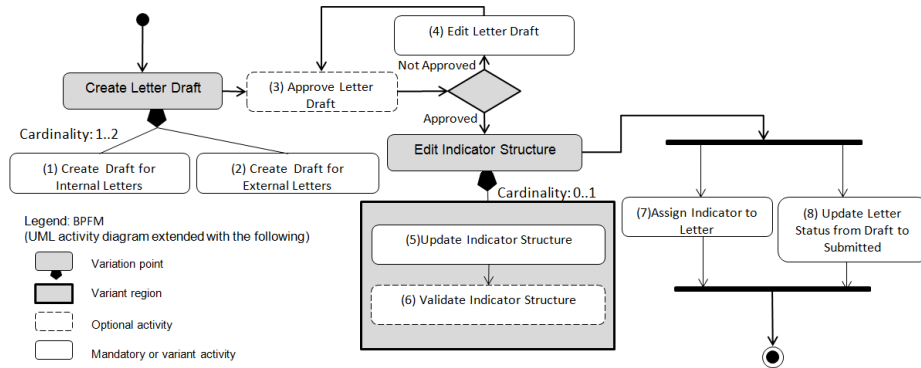 (4) Edit Letter Draft
Not Approved
Create Letter Draft
(3) Approve Letter
Draft
Approved
Cardinality: 1..2
Edit Indicator Structure
(1) Create Draft for
Internal Letters
(2) Create Draft for
External Letters
Cardinality: 0..1
(7)Assign Indicator to
Letter
(8) Update Letter
Status from Draft to
Submitted
(5)Update Indicator Structure
(6) Validate Indicator Structure
Legend: BPFM
(UML activity diagram extended with the following)
Variation point
Variant region
Optional activity
Mandatory or variant activity